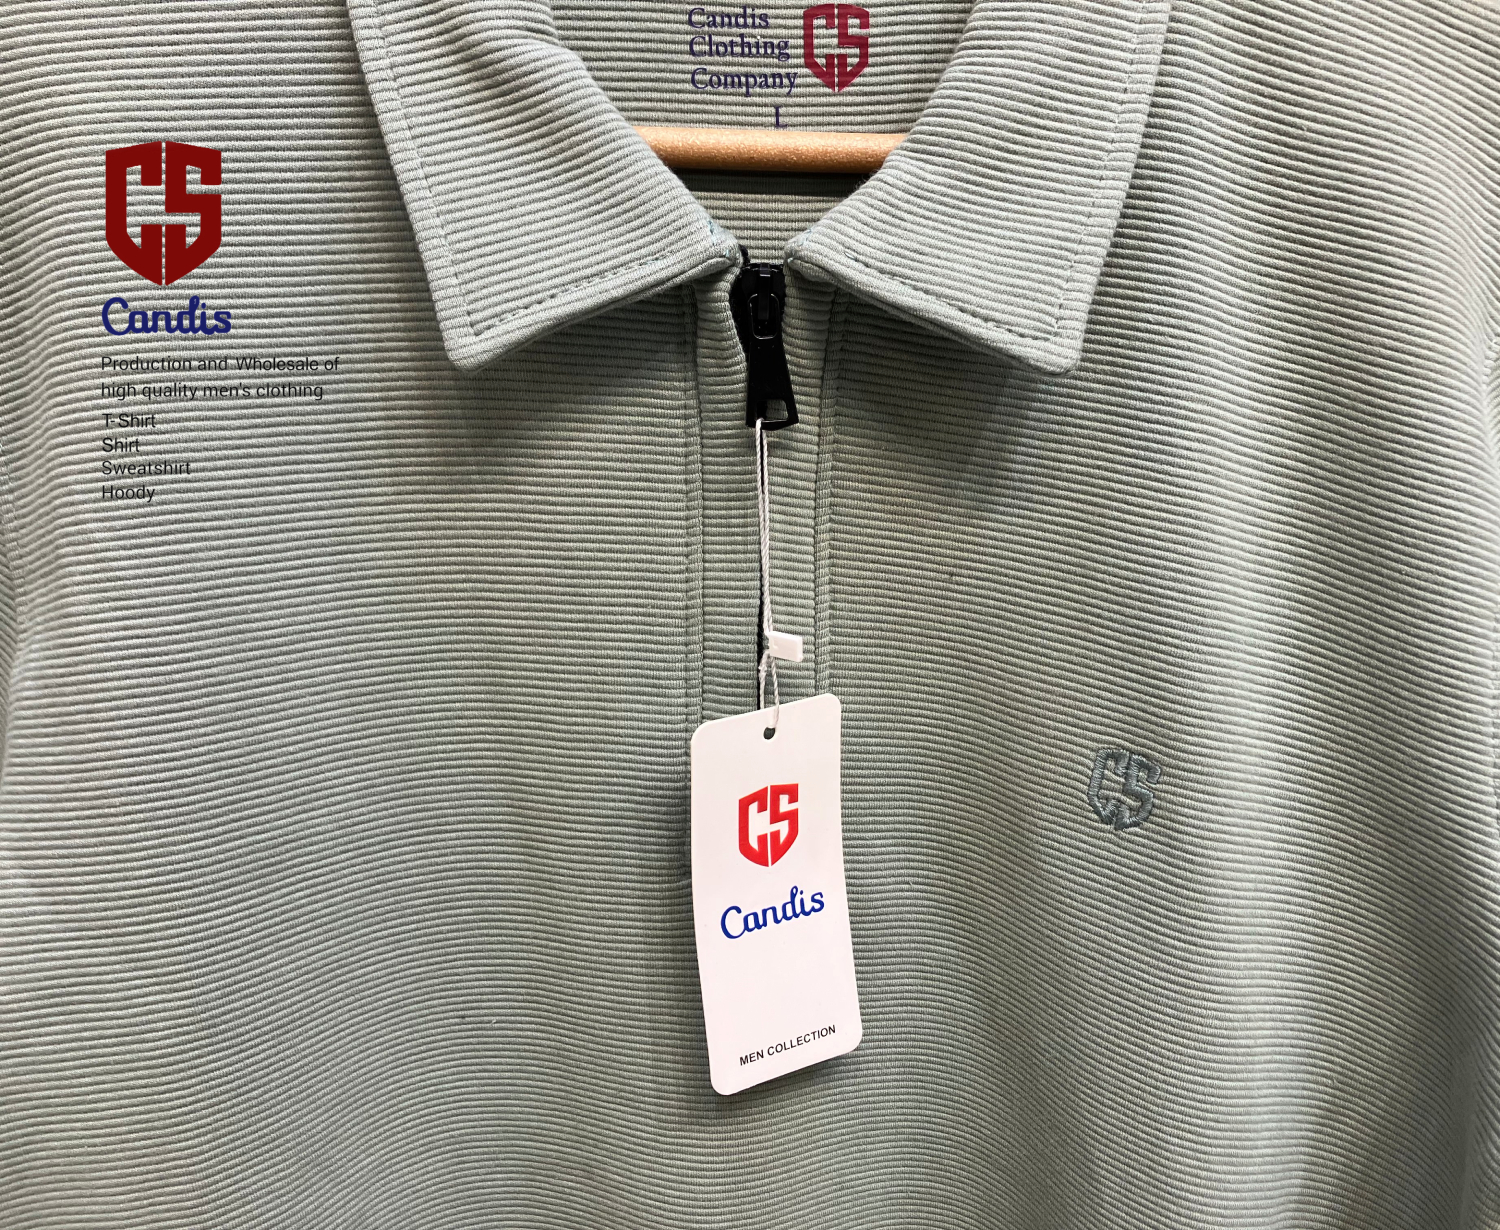 Candis
Clothing
Company
CS
L
CS
Candis
Production and Wholesale of
high quality men's clothing
T-Shirt
Shirt
Sweatshirt
Hoody
CS
CS
Candis
MEN COLLECTION